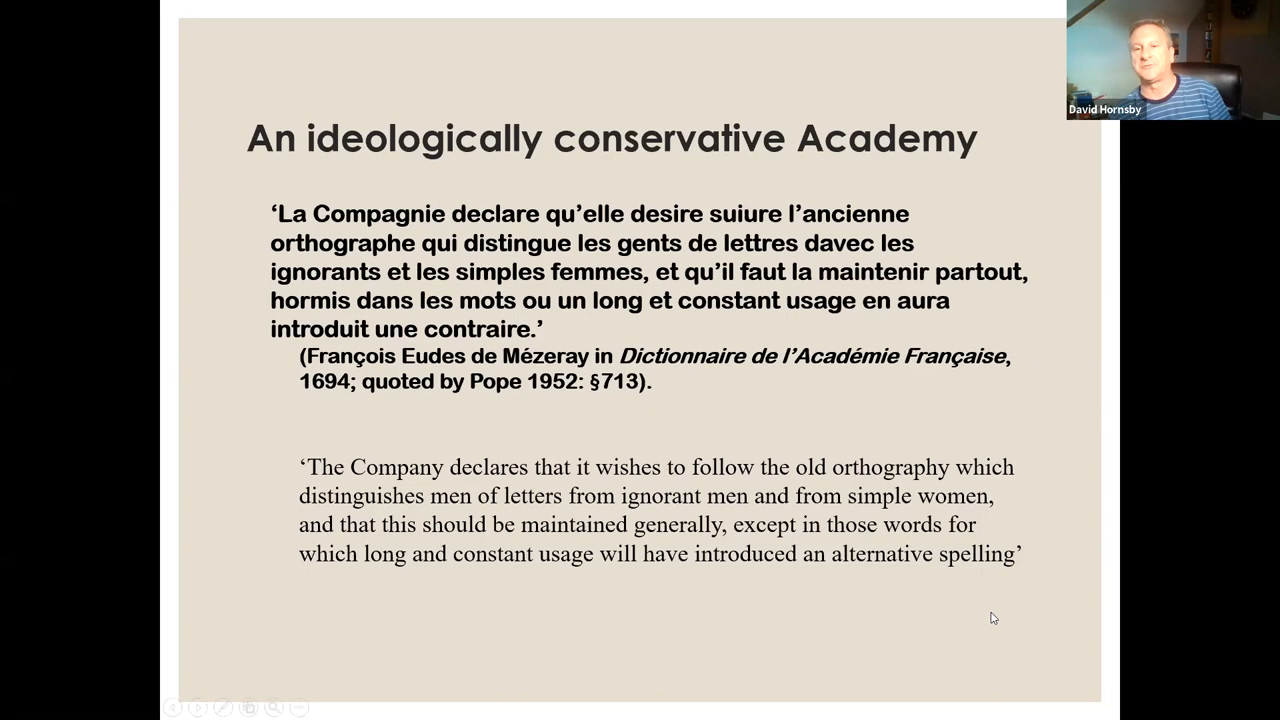 An ideologically conservative Academy
‘La Compagnie declare qu’elle desire suiure l’ancienne
orthographe qui distingue les gents de lettres davec les
ignorants et les simples femmes, et qu’il faut la maintenir partout,
hormis dans les mots ou un long et constant usage en aura
introduit une contraire.’
(François Eudes de Mézeray in Dictionnaire de l’Académie Française,
1694; quoted by Pope 1952: §713).
‘The Company declares that it wishes to follow the old orthography which
distinguishes men of letters from ignorant men and from simple women,
and that this should be maintained generally, except in those words for
which long and constant usage will have introduced an alternative spelling’
David Hornsby